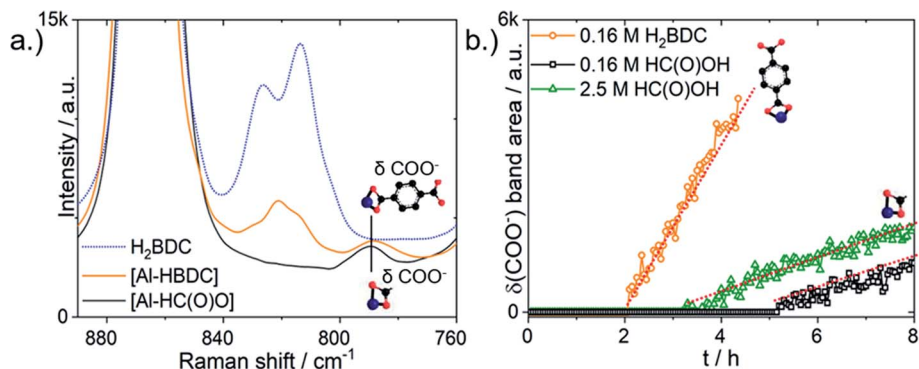 a.)
15k
0
Intensity / a.u.
δ COO⁻
δ COO⁻
H₂BDC
[Al-HBDC]
[Al-HC(O)O]
880 840 800 760
Raman shift / cm⁻¹
b.)
6k
0
δ(COO⁻) band area / a.u.
0.16 M H₂BDC
0.16 M HC(O)OH
2.5 M HC(O)OH
0 2 4 6 8
t / h